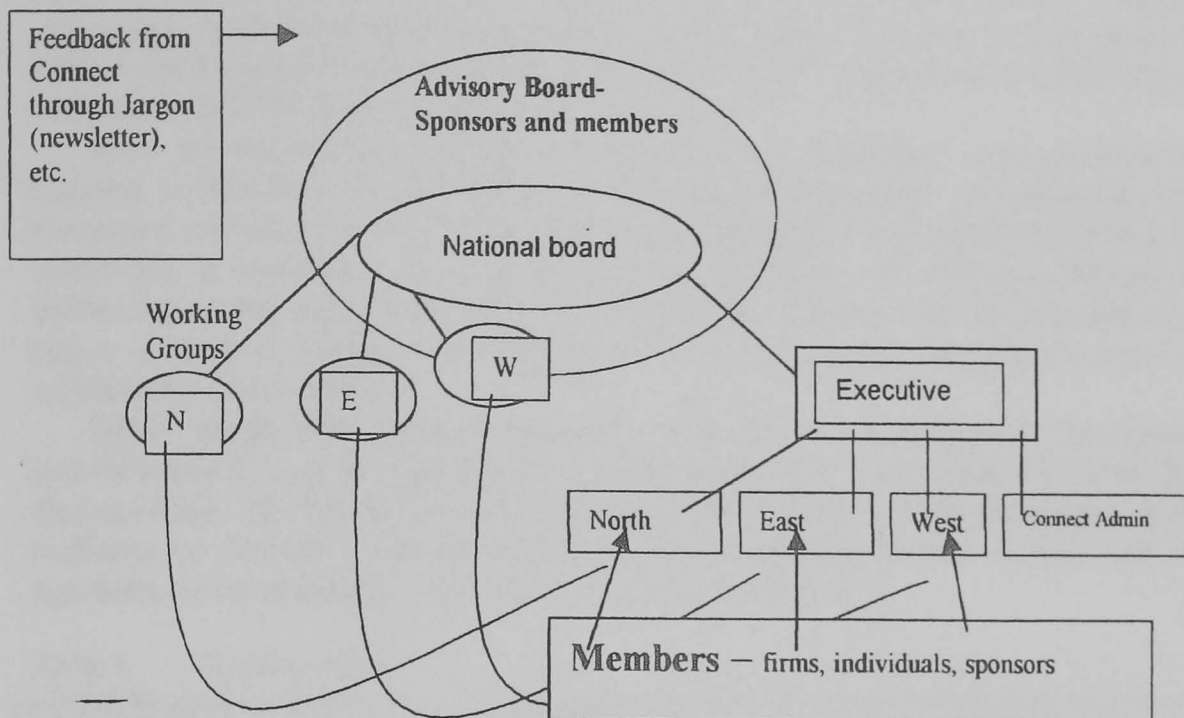 Feedback from
Connect
through Jargon
(newsletter),
etc.
Advisory Board-
Sponsors and members
National board
Working
Groups
N
E
W
Executive
North
East
West
Connect Admin
Members – firms, individuals, sponsors